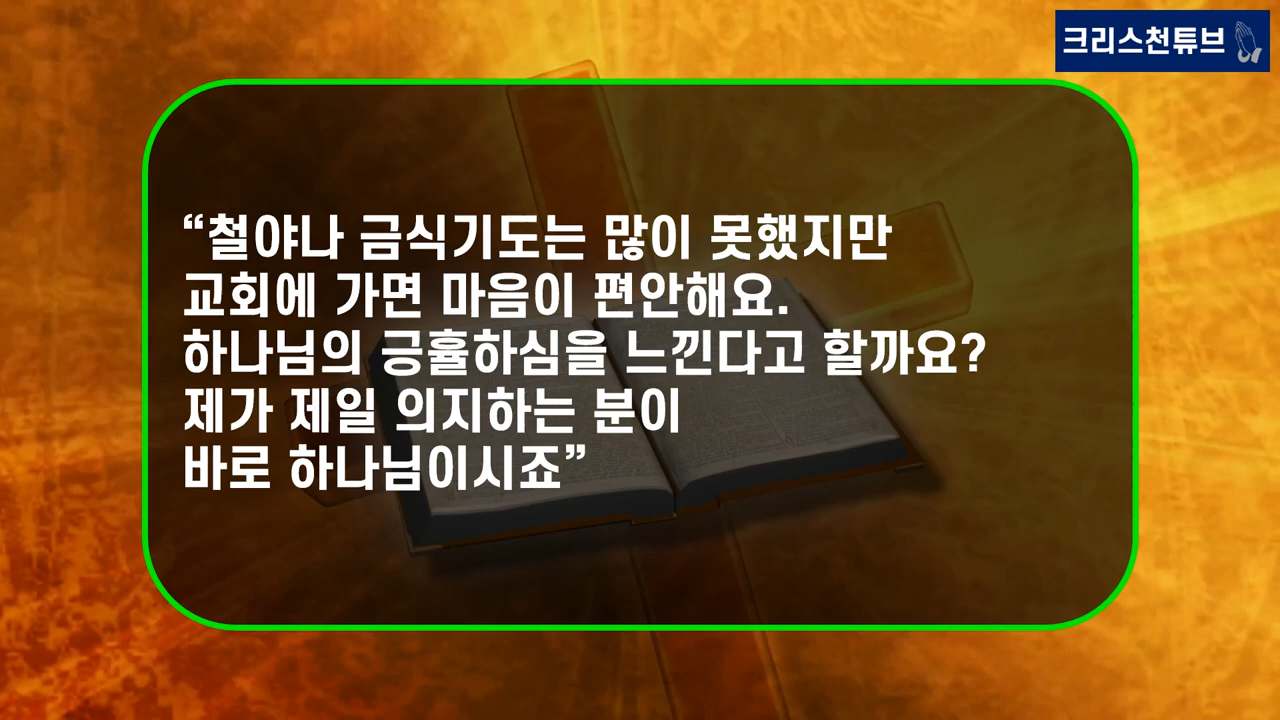 크리스천튜브
“철야나 금식기도는 많이 못했지만
교회에 가면 마음이 편안해요.
하나님의 긍휼하심을 느낀다고 할까요?
제가 제일 의지하는 분이
바로 하나님이시죠”